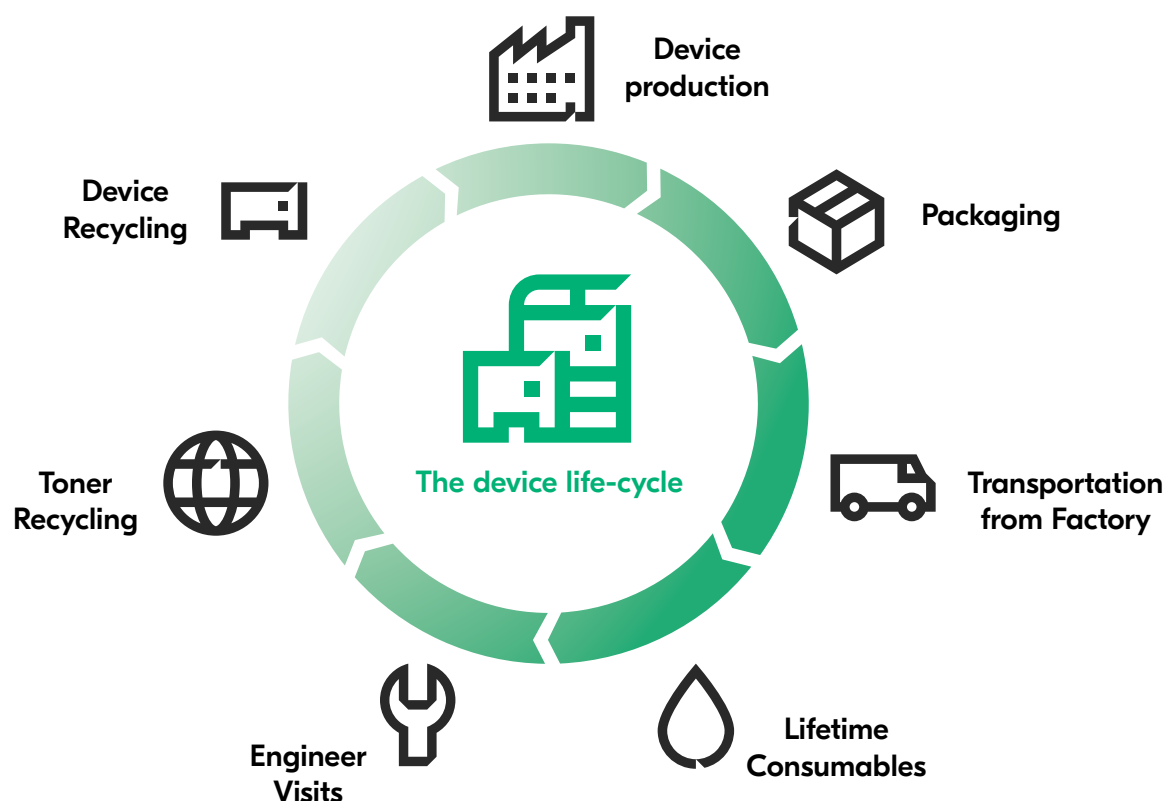 Device
production
Packaging
Transportation
from Factory
Lifetime
Consumables
Engineer
Visits
Toner
Recycling
Device
Recycling
The device life-cycle